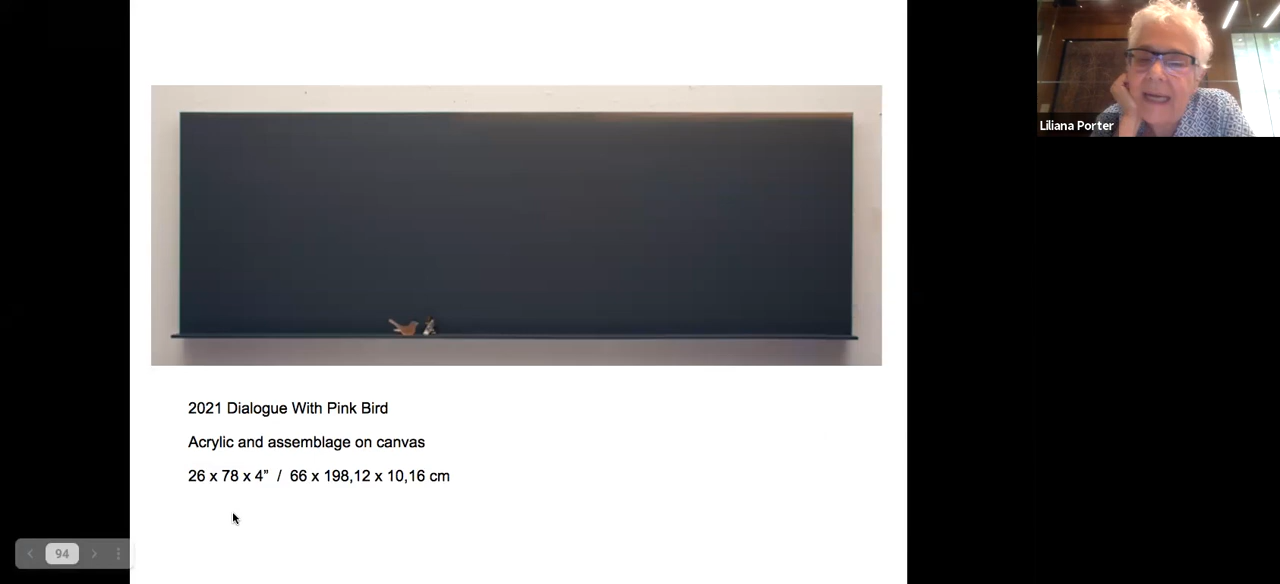 Liliana Porter
2021 Dialogue With Pink Bird
Acrylic and assemblage on canvas
26 x 78 x 4” / 66 x 198,12 x 10,16 cm
94